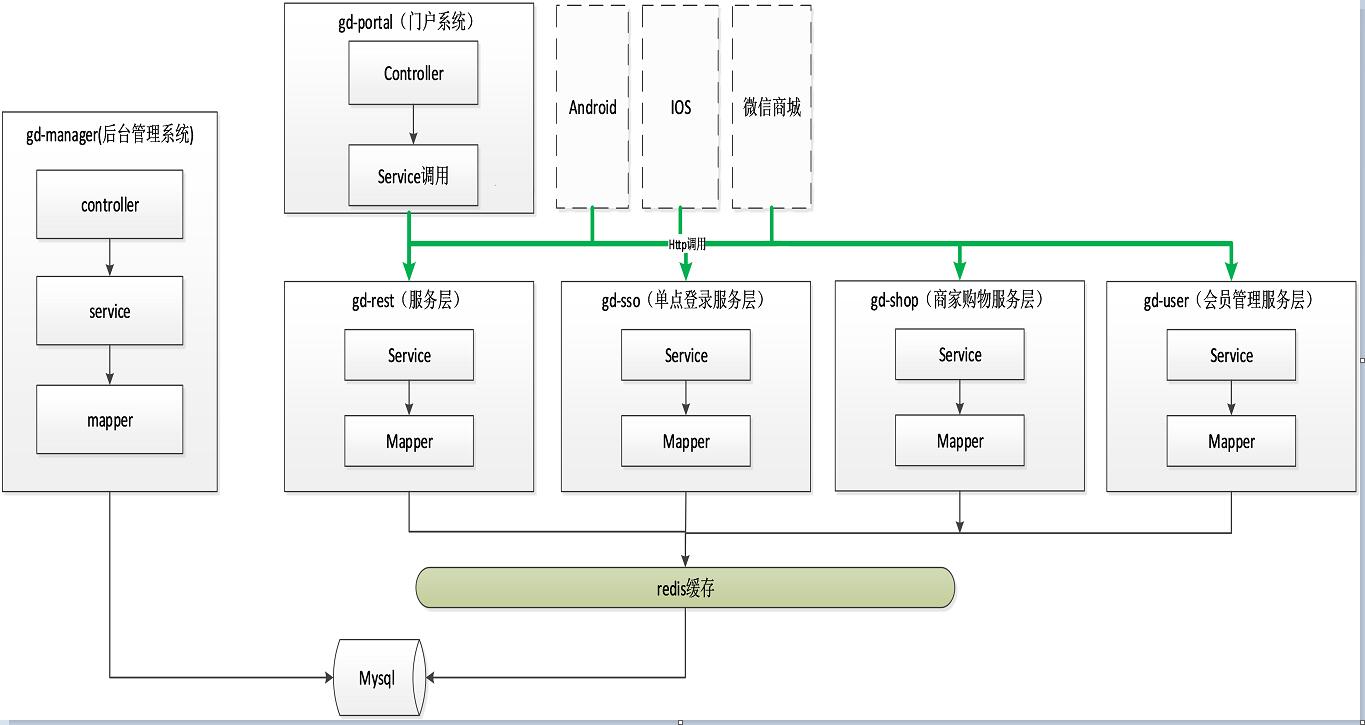 gd-portal（门户系统）
Controller
Service调用
Android
IOS
微信商城
gd-manager(后台管理系统)
controller
service
mapper
Http调用
gd-rest（服务层）
Service
Mapper
gd-sso（单点登录服务层）
Service
Mapper
gd-shop（商家购物服务层）
Service
Mapper
gd-user（会员管理服务层）
Service
Mapper
redis缓存
Mysql